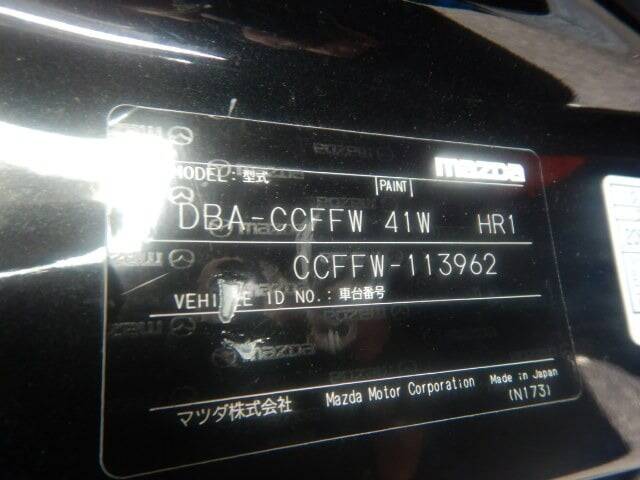 mazda
MODEL : 型式 PAINT
DBA-CCFFW 41W HR1
CCFFW-113962
VEHICLE ID NO.: 車台番号
マツダ株式会社 Mazda Motor Corporation Made in Japan
(N173)